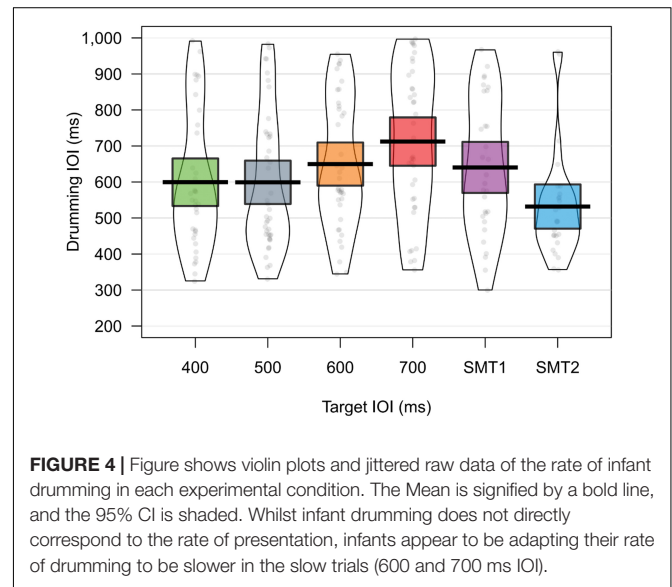 1,000
900
800
700
600
500
400
300
200
Drumming IOI (ms)
400 500 600 700 SMT1 SMT2
Target IOI (ms)
FIGURE 4 | Figure shows violin plots and jittered raw data of the rate of infant
drumming in each experimental condition. The Mean is signified by a bold line,
and the 95% CI is shaded. Whilst infant drumming does not directly
correspond to the rate of presentation, infants appear to be adapting their rate
of drumming to be slower in the slow trials (600 and 700 ms IOI).